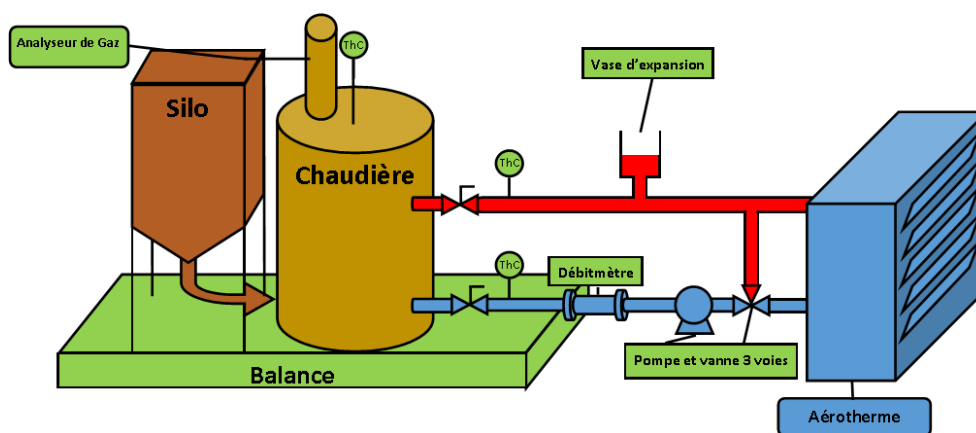 Analyseur de Gaz
ThC
Vase d'expansion
Silo
Chaudière
ThC
ThC
Débitmètre
Pompe et vanne 3 voies
Balance
Aérotherme